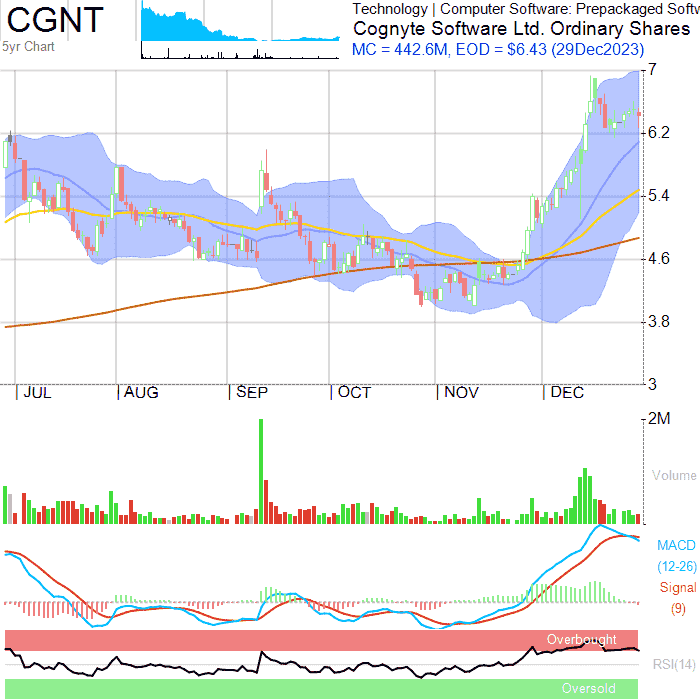 CGNT
5yr Chart
Technology | Computer Software: Prepackaged Softw
Cognyte Software Ltd. Ordinary Shares
MC = 442.6M, EOD = $6.43 (29Dec2023)
7
6.2
5.4
4.6
3.8
3
JUL AUG SEP OCT NOV DEC
2M
Volume
MACD
(12-26)
Signal
(9)
Overbought
RSI(14)
Oversold